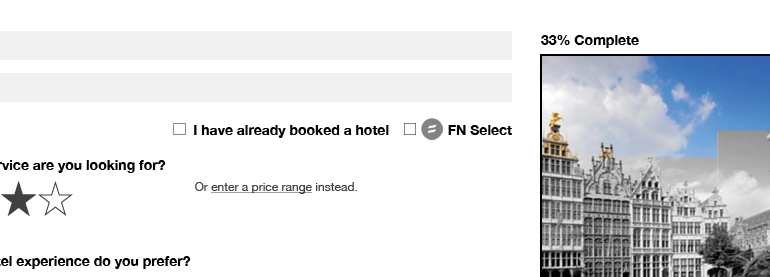 33% Complete
I have already booked a hotel
FN Select
rvice are you looking for?
Or enter a price range instead.
el experience do you prefer?